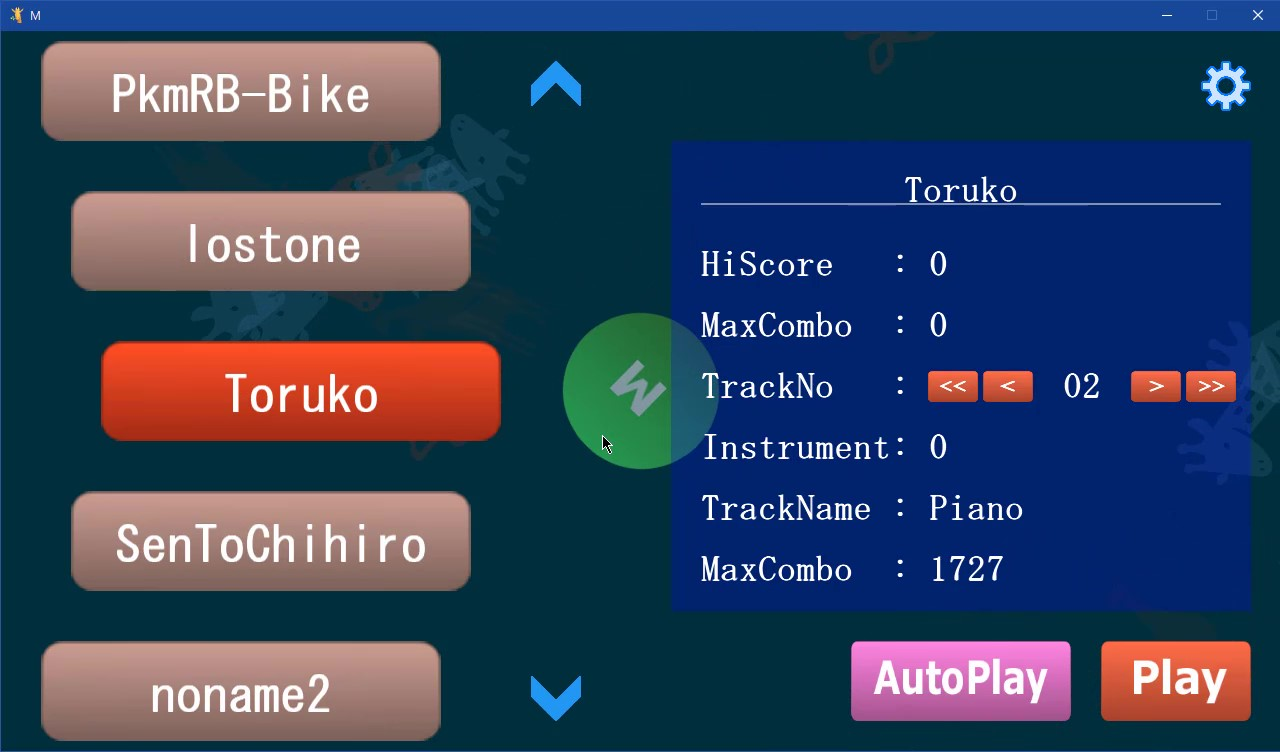 M
PkmRB-Bike
lostone
Toruko
SenToChihiro
noname2
M
Toruko
HiScore : 0
MaxCombo : 0
TrackNo : << < 02 > >>
Instrument: 0
TrackName : Piano
MaxCombo : 1727
AutoPlay
Play